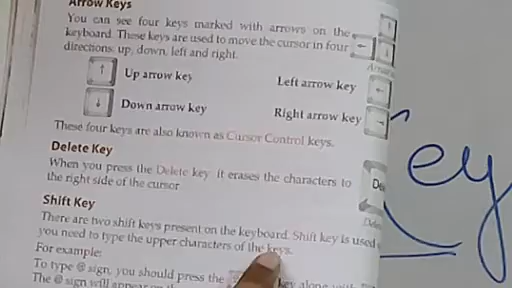 Arrow Keys
You can see four keys marked with arrows on the
keyboard. These keys are used to move the cursor in four
directions: up, down, left and right.
↑ Up arrow key
Left arrow key ←
↓ Down arrow key
Right arrow key →
These four keys are also known as Cursor Control keys.
Delete Key
When you press the Delete key, it erases the characters to
the right side of the cursor.
Shift Key
There are two shift keys present on the keyboard. Shift key is used
you need to type the upper characters of the keys.
For example:
To type @ sign, you should press the
key alone
The @ sign will appear
ey